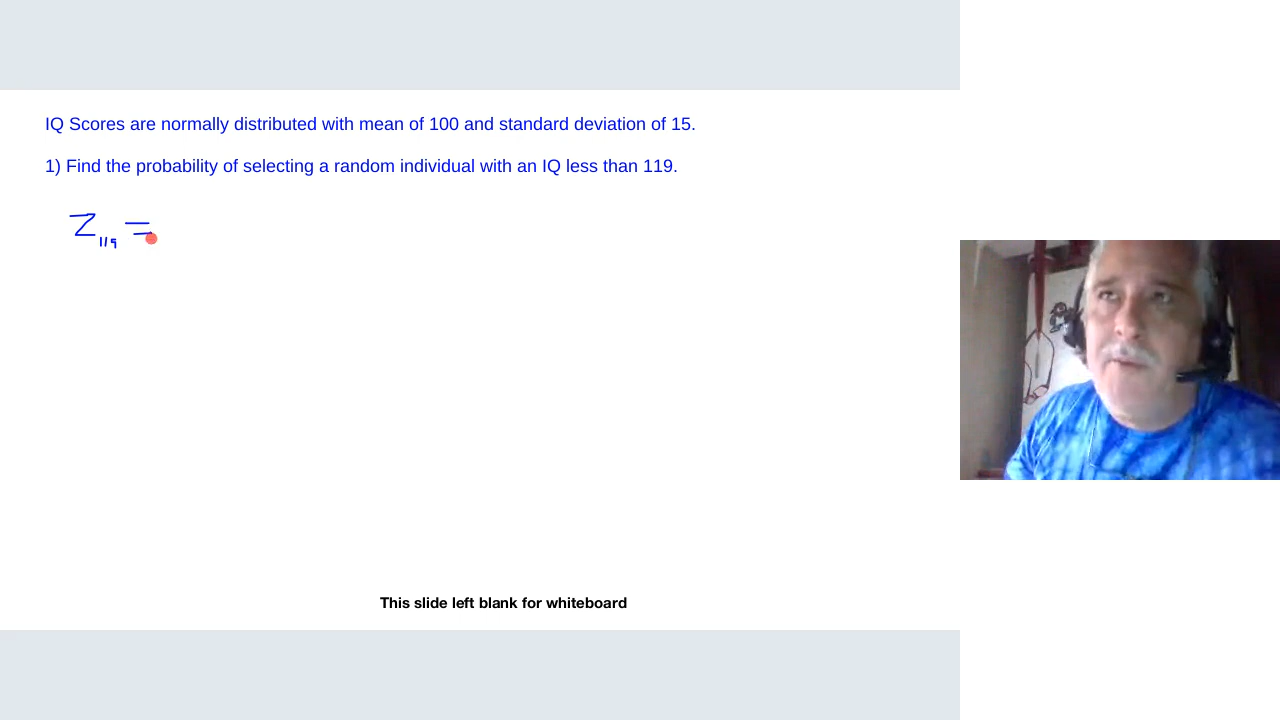 IQ Scores are normally distributed with mean of 100 and standard deviation of 15.
1) Find the probability of selecting a random individual with an IQ less than 119.
Z119 =
This slide left blank for whiteboard